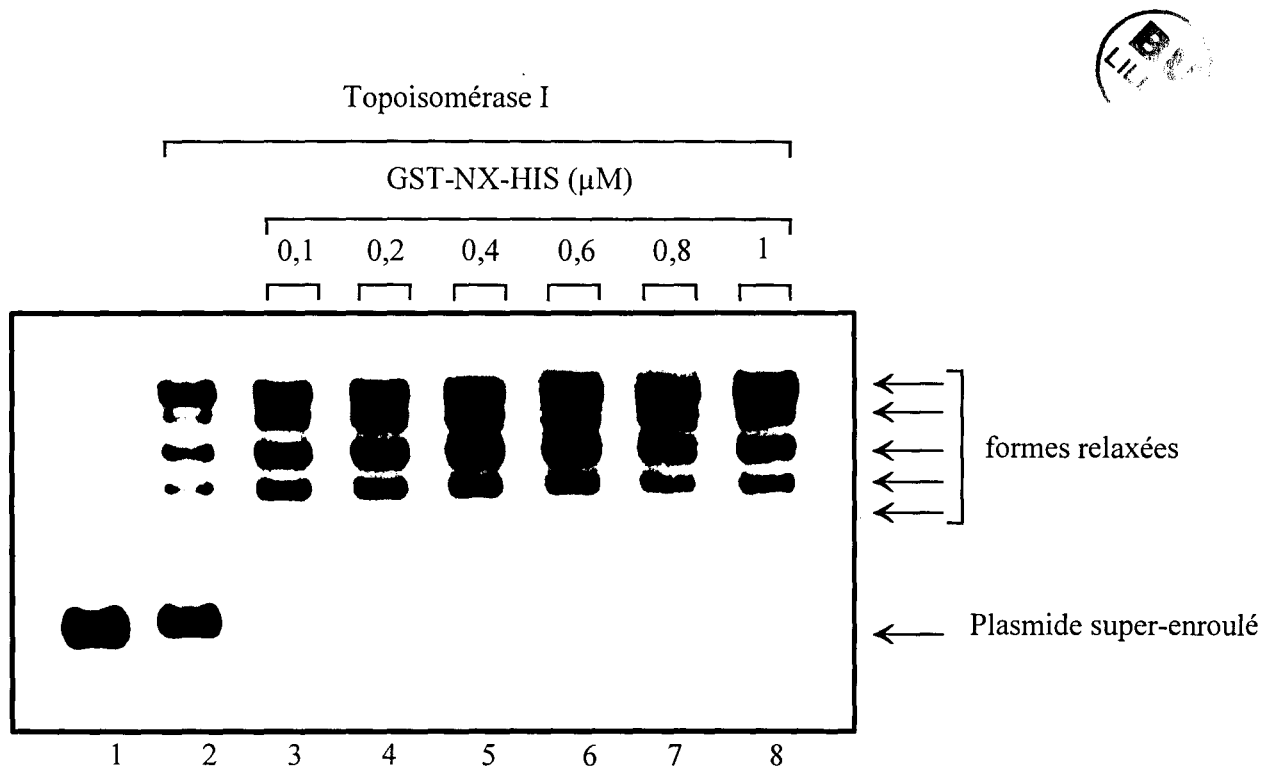 Topoisomérase I
GST-NX-HIS (µM)
0,1 0,2 0,4 0,6 0,8 1
formes relaxées
Plasmide super-enroulé
1 2 3 4 5 6 7 8